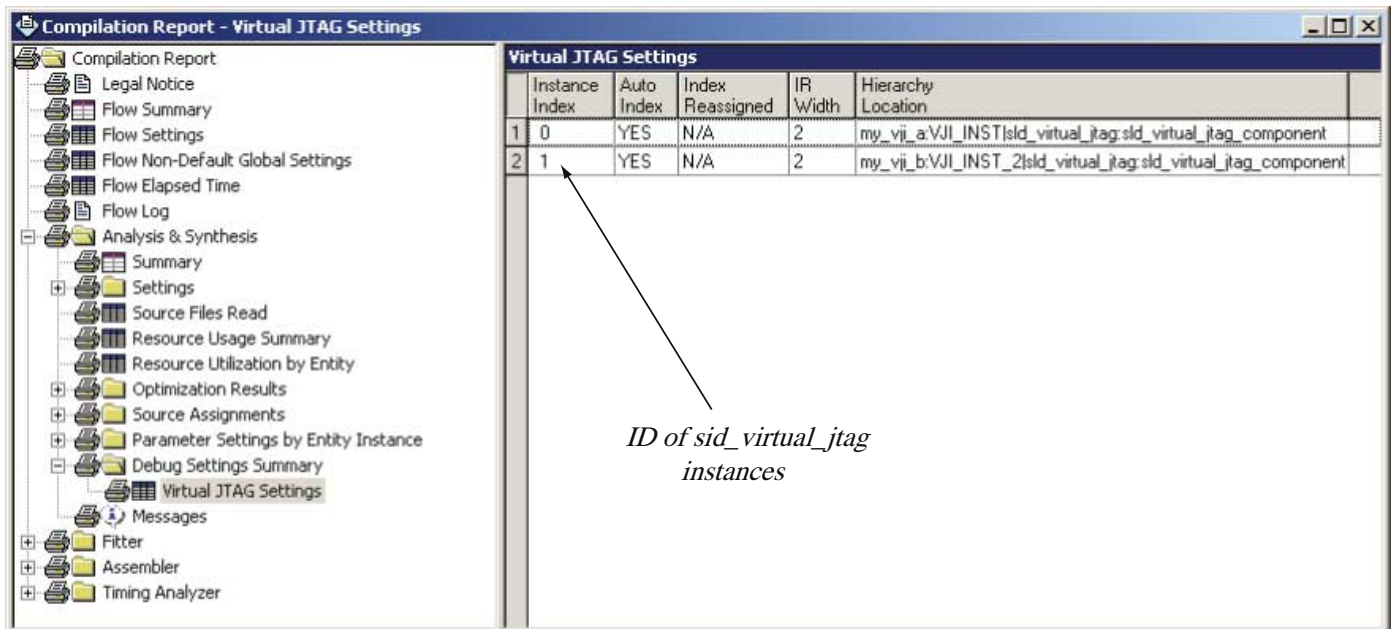 Compilation Report - Virtual JTAG Settings
Compilation Report
Legal Notice
Flow Summary
Flow Settings
Flow Non-Default Global Settings
Flow Elapsed Time
Flow Log
Analysis & Synthesis
Summary
Settings
Source Files Read
Resource Usage Summary
Resource Utilization by Entity
Optimization Results
Source Assignments
Parameter Settings by Entity Instance
Debug Settings Summary
Virtual JTAG Settings
Messages
Fitter
Assembler
Timing Analyzer
Virtual JTAG Settings
Instance Index Auto Index Index Reassigned IR Width Hierarchy Location
1 0 YES N/A 2 my_vji_a:VJI_INST|sld_virtual_jtag:sld_virtual_jtag_component
2 1 YES N/A 2 my_vji_b:VJI_INST_2|sld_virtual_jtag:sld_virtual_jtag_component
ID of sid_virtual_jtag
instances